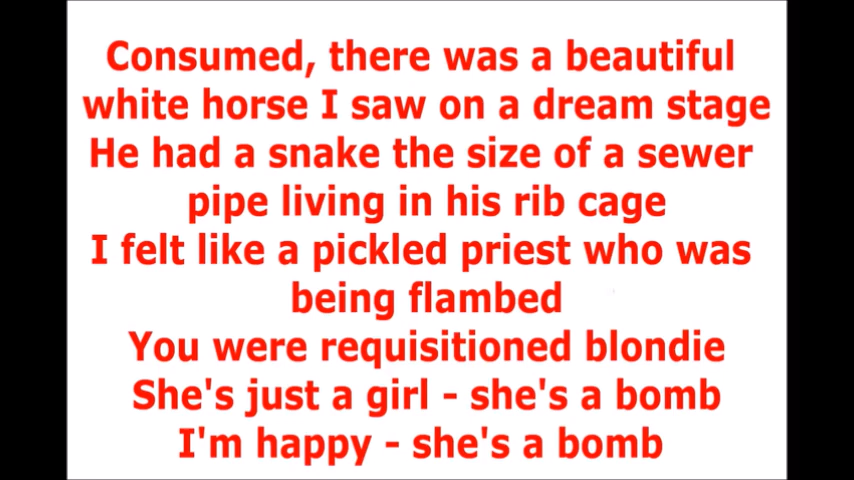 Consumed, there was a beautiful
white horse I saw on a dream stage
He had a snake the size of a sewer
pipe living in his rib cage
I felt like a pickled priest who was
being flambed
You were requisitioned blondie
She's just a girl - she's a bomb
I'm happy - she's a bomb